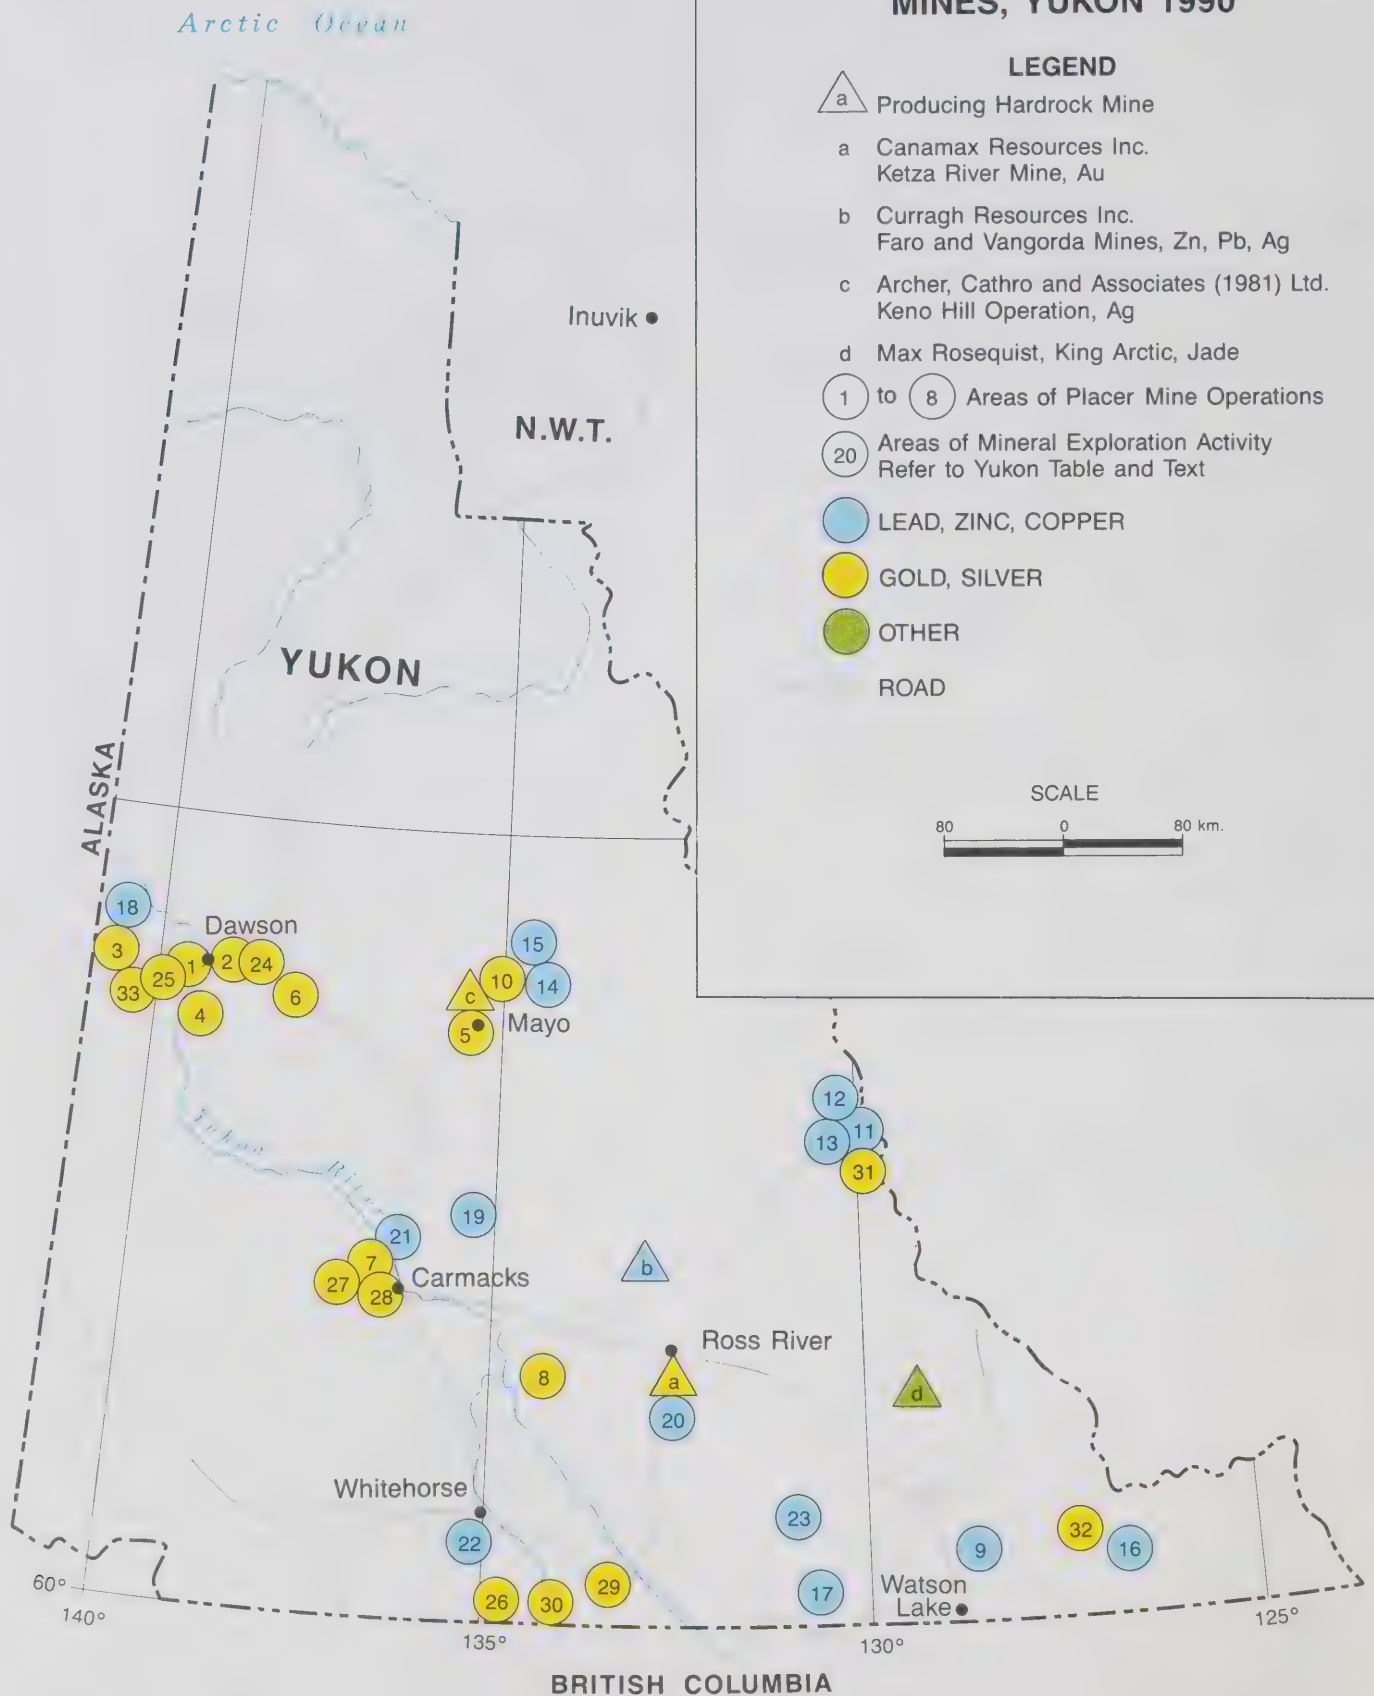 Arctic Ocean
MINES, YUKON 1990
LEGEND
a Producing Hardrock Mine
a Canamax Resources Inc.
Ketza River Mine, Au
b Curragh Resources Inc.
Faro and Vangorda Mines, Zn, Pb, Ag
c Archer, Cathro and Associates (1981) Ltd.
Keno Hill Operation, Ag
d Max Rosequist, King Arctic, Jade
1 to 8 Areas of Placer Mine Operations
20 Areas of Mineral Exploration Activity
Refer to Yukon Table and Text
LEAD, ZINC, COPPER
GOLD, SILVER
OTHER
ROAD
SCALE
80 0 80 km.
Inuvik
N.W.T.
YUKON
ALASKA
18
Dawson
3
33
25
1
2
24
6
4
15
10
14
c
5
Mayo
12
11
13
31
Yukon River
19
21
7
27
28
Carmacks
b
Ross River
8
a
20
d
Whitehorse
22
23
32
9
16
26
30
29
17
Watson
Lake
60°
140°
135°
130°
125°
BRITISH COLUMBIA